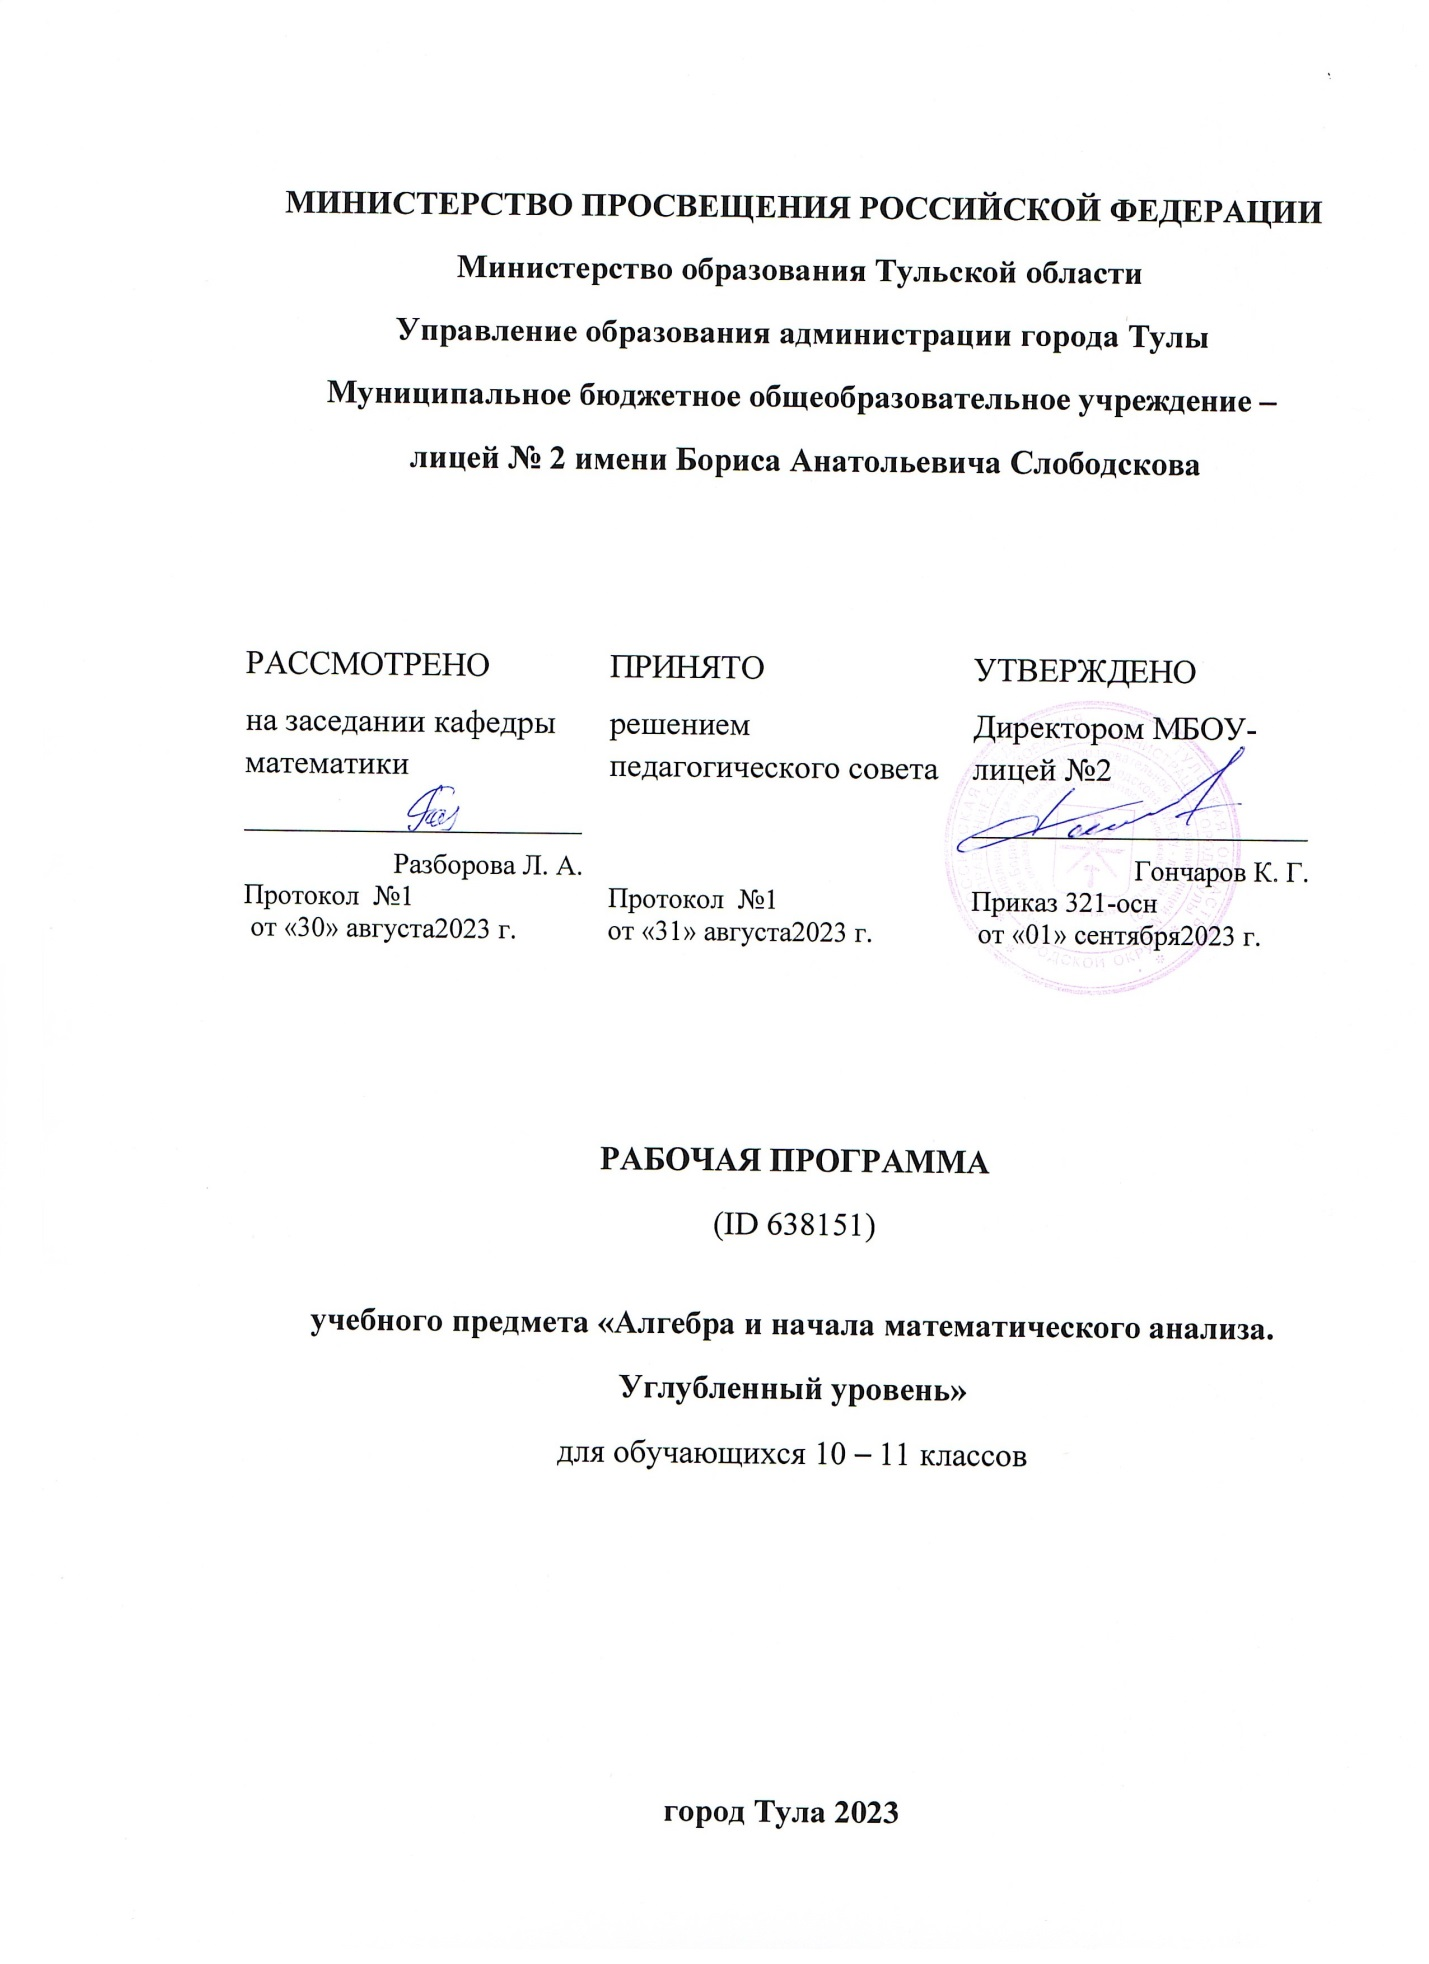 МИНИСТЕРСТВО ПРОСВЕЩЕНИЯ РОССИЙСКОЙ ФЕДЕРАЦИИ
Министерство образования Тульской области
Управление образования администрации города Тулы
Муниципальное бюджетное общеобразовательное учреждение –
лицей № 2 имени Бориса Анатольевича Слободскова
РАССМОТРЕНО
на заседании кафедры
математики
Разборова Л. А.
Протокол №1
от «30» августа2023 г.
ПРИНЯТО
решением
педагогического совета
Протокол №1
от «31» августа2023 г.
УТВЕРЖДЕНО
Директором МБОУ-
лицей №2
Гончаров К. Г.
Приказ 321-осн
от «01» сентября2023 г.
РАБОЧАЯ ПРОГРАММА
(ID 638151)
учебного предмета «Алгебра и начала математического анализа.
Углубленный уровень»
для обучающихся 10 – 11 классов
город Тула 2023